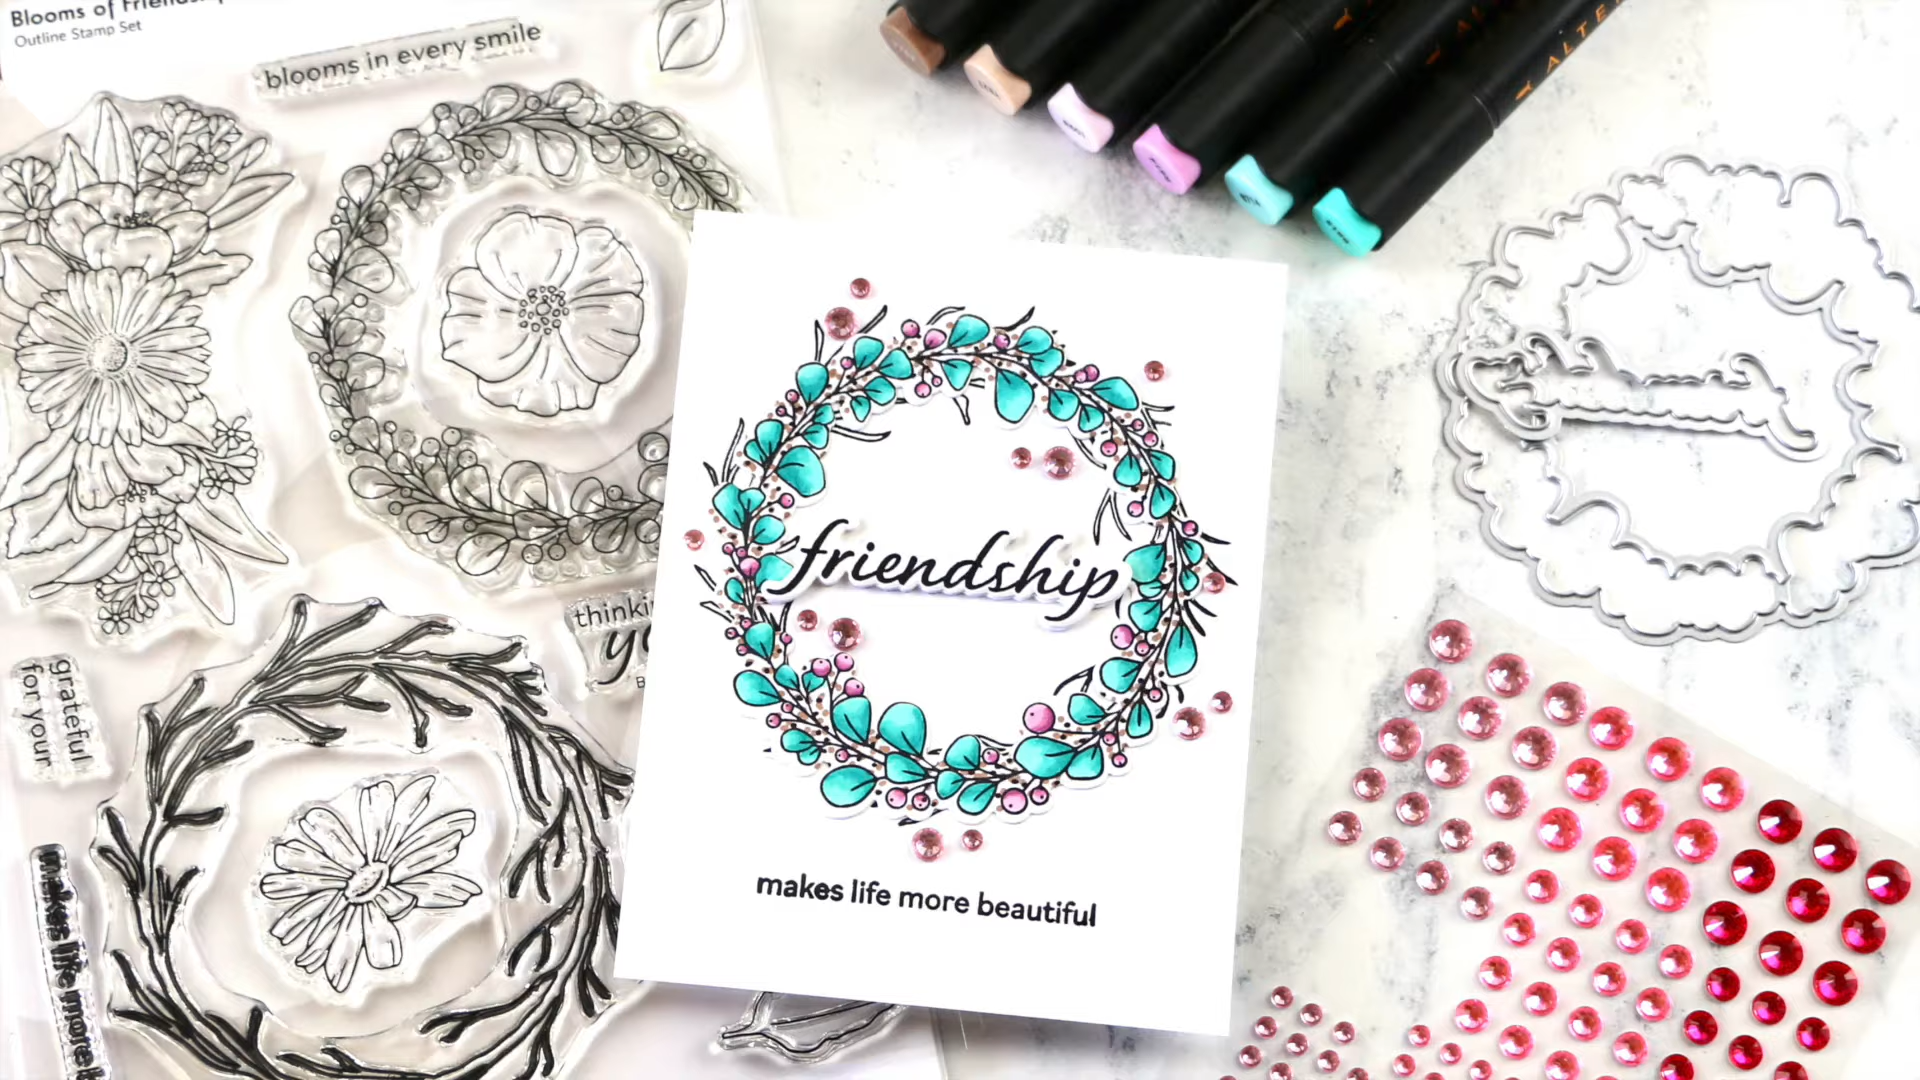 Blooms of Friendship
Outline Stamp Set
blooms in every smile
friendship
makes life more beautiful
grateful
for your
makes life more